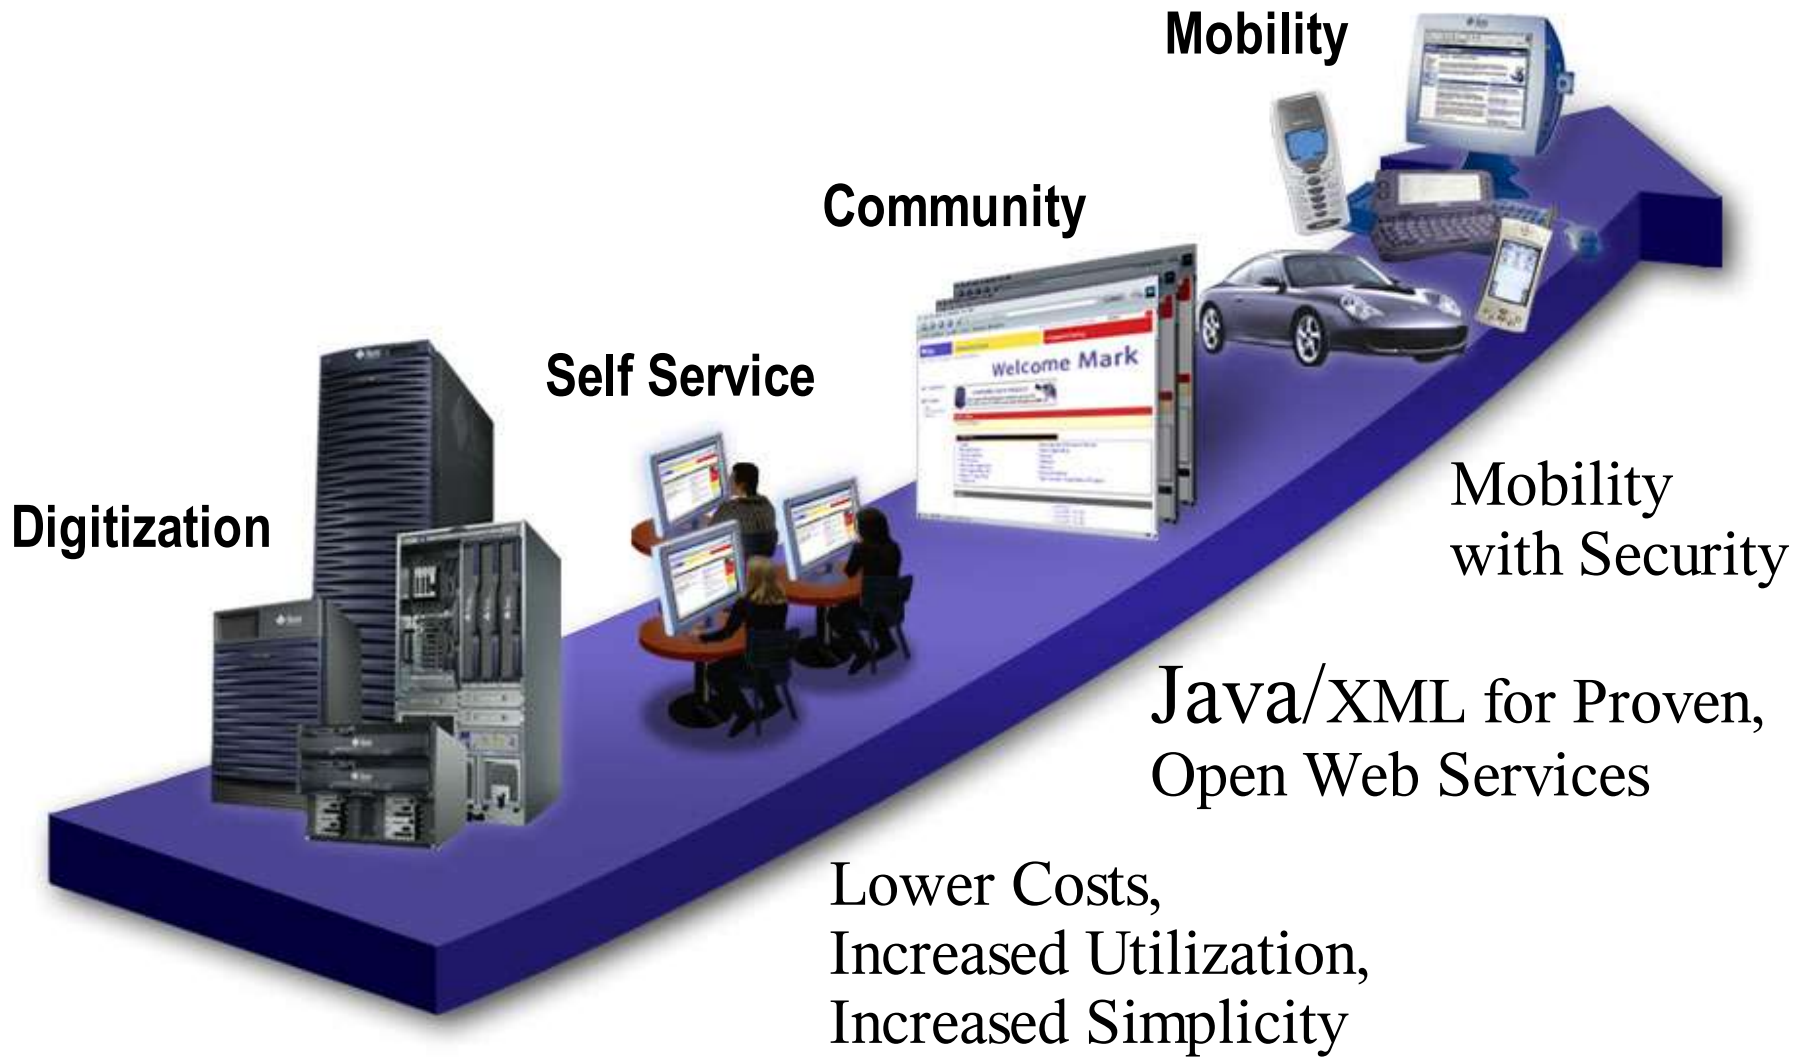 Mobility
Community
Self Service
Digitization
Welcome Mark
Mobility
with Security
Java/XML for Proven,
Open Web Services
Lower Costs,
Increased Utilization,
Increased Simplicity